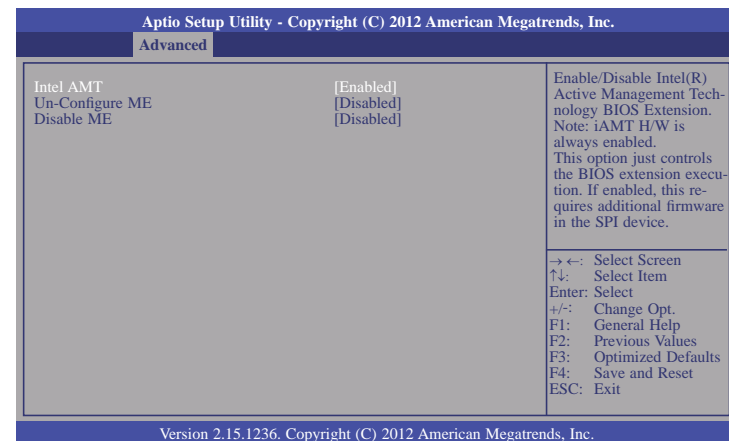 Aptio Setup Utility - Copyright (C) 2012 American Megatrends, Inc.
Advanced
Intel AMT [Enabled]
Un-Configure ME [Disabled]
Disable ME [Disabled]
Enable/Disable Intel(R)
Active Management Tech-
nology BIOS Extension.
Note: iAMT H/W is
always enabled.
This option just controls
the BIOS extension execu-
tion. If enabled, this re-
quires additional firmware
in the SPI device.
→←: Select Screen
↑↓: Select Item
Enter: Select
+/-: Change Opt.
F1: General Help
F2: Previous Values
F3: Optimized Defaults
F4: Save and Reset
ESC: Exit
Version 2.15.1236. Copyright (C) 2012 American Megatrends, Inc.